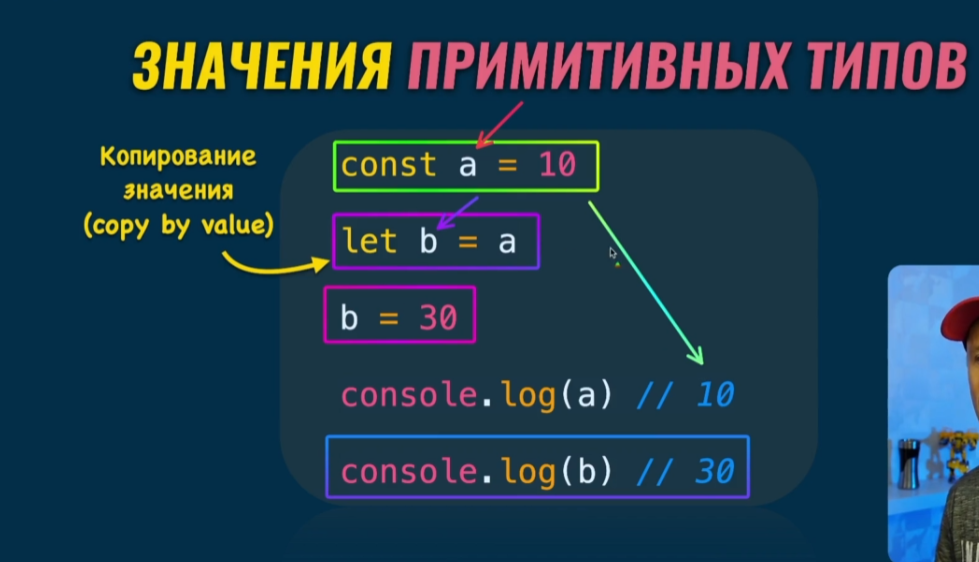 ЗНАЧЕНИЯ ПРИМИТИВНЫХ ТИПОВ
Копирование
значения
(copy by value)
const a = 10
let b = a
b = 30
console.log(a) // 10
console.log(b) // 30